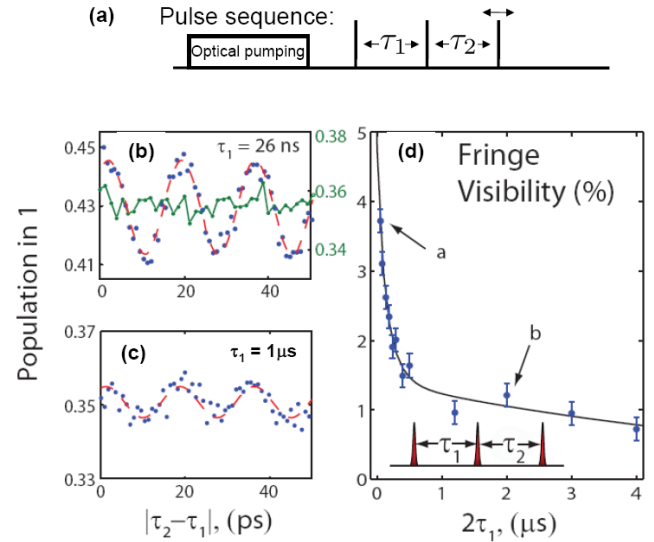 (a) Pulse sequence:
Optical pumping
τ₁ τ₂
(b) τ₁ = 26 ns
0.45
0.43
0.41
0.38
0.36
0.34
0 20 40
(c) τ₁ = 1μs
0.37
0.35
0.33
0 20 40
Population in 1
|τ₂–τ₁|, (ps)
(d) Fringe
Visibility (%)
5
4
3
2
1
0
a
b
τ₁ τ₂
0 1 2 3 4
2τ₁, (μs)